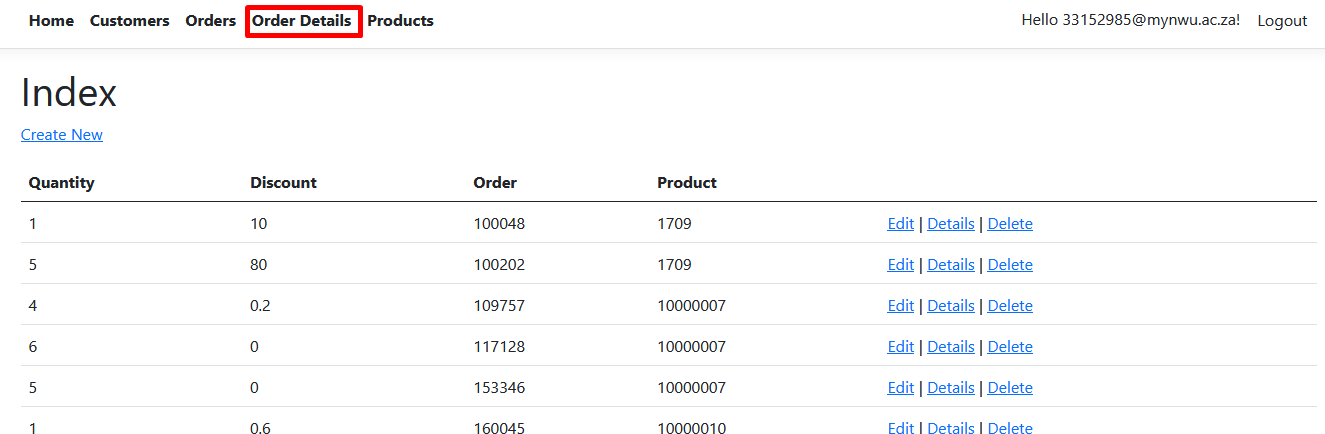 Home Customers Orders Order Details Products Hello 33152985@mynwu.ac.za! Logout
Index
Create New
Quantity Discount Order Product
1 10 100048 1709 Edit | Details | Delete
5 80 100202 1709 Edit | Details | Delete
4 0.2 109757 10000007 Edit | Details | Delete
6 0 117128 10000007 Edit | Details | Delete
5 0 153346 10000007 Edit | Details | Delete
1 0.6 160045 10000010 Edit | Details | Delete